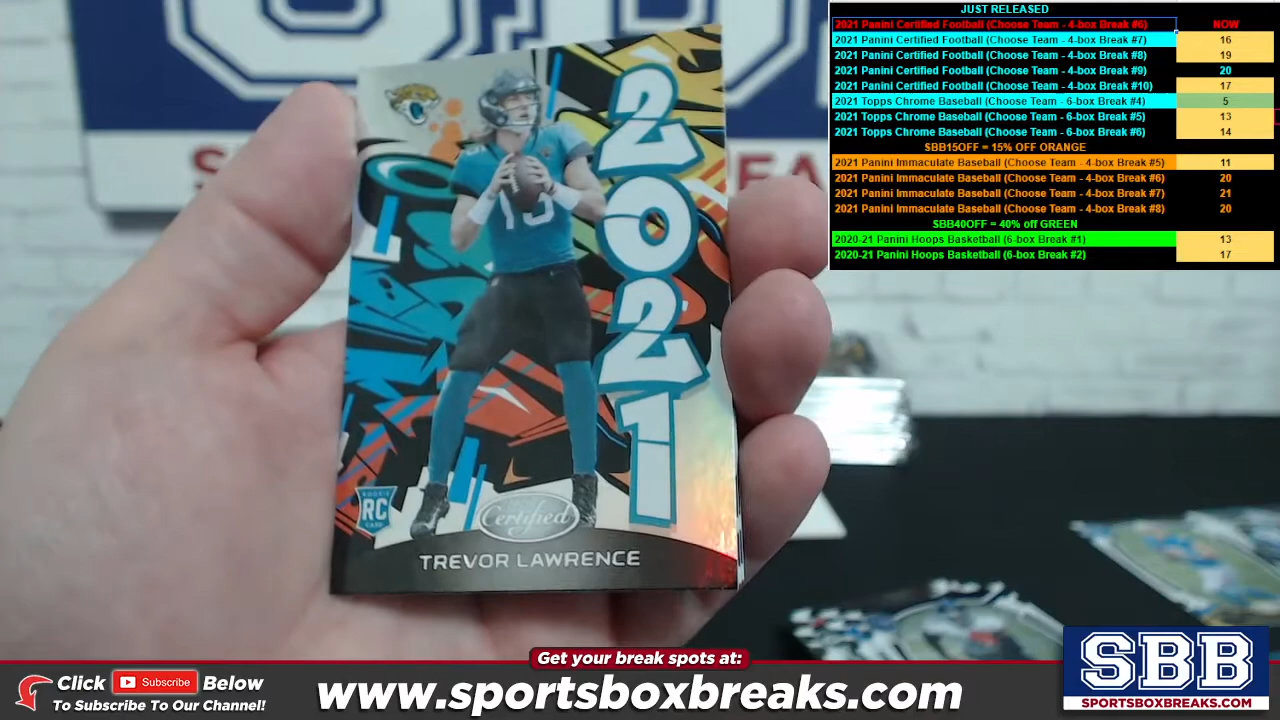 JUST RELEASED
2021 Panini Certified Football (Choose Team - 4-box Break #6) NOW
2021 Panini Certified Football (Choose Team - 4-box Break #7) 16
2021 Panini Certified Football (Choose Team - 4-box Break #8) 19
2021 Panini Certified Football (Choose Team - 4-box Break #9) 20
2021 Panini Certified Football (Choose Team - 4-box Break #10) 17
2021 Topps Chrome Baseball (Choose Team - 6-box Break #4) 5
2021 Topps Chrome Baseball (Choose Team - 6-box Break #5) 13
2021 Topps Chrome Baseball (Choose Team - 6-box Break #6) 14
SBB15OFF = 15% OFF ORANGE
2021 Panini Immaculate Baseball (Choose Team - 4-box Break #5) 11
2021 Panini Immaculate Baseball (Choose Team - 4-box Break #6) 20
2021 Panini Immaculate Baseball (Choose Team - 4-box Break #7) 21
2021 Panini Immaculate Baseball (Choose Team - 4-box Break #8) 20
SBB40OFF = 40% off GREEN
2020-21 Panini Hoops Basketball (6-box Break #1) 13
2020-21 Panini Hoops Basketball (6-box Break #2) 17
2021
ROOKIE
RC
CARD
Certified
TREVOR LAWRENCE
Get your break spots at:
Click Subscribe Below
To Subscribe To Our Channel!
www.sportsboxbreaks.com
SBB
SPORTSBOXBREAKS.COM